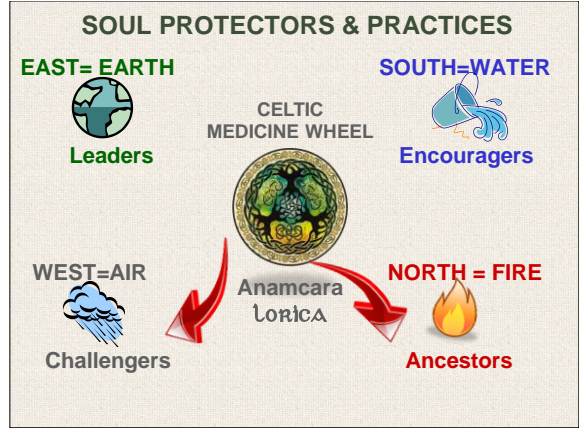 SOUL PROTECTORS & PRACTICES
EAST= EARTH
Leaders
SOUTH=WATER
Encouragers
CELTIC
MEDICINE WHEEL
Anamcara
Lorica
WEST=AIR
Challengers
NORTH = FIRE
Ancestors